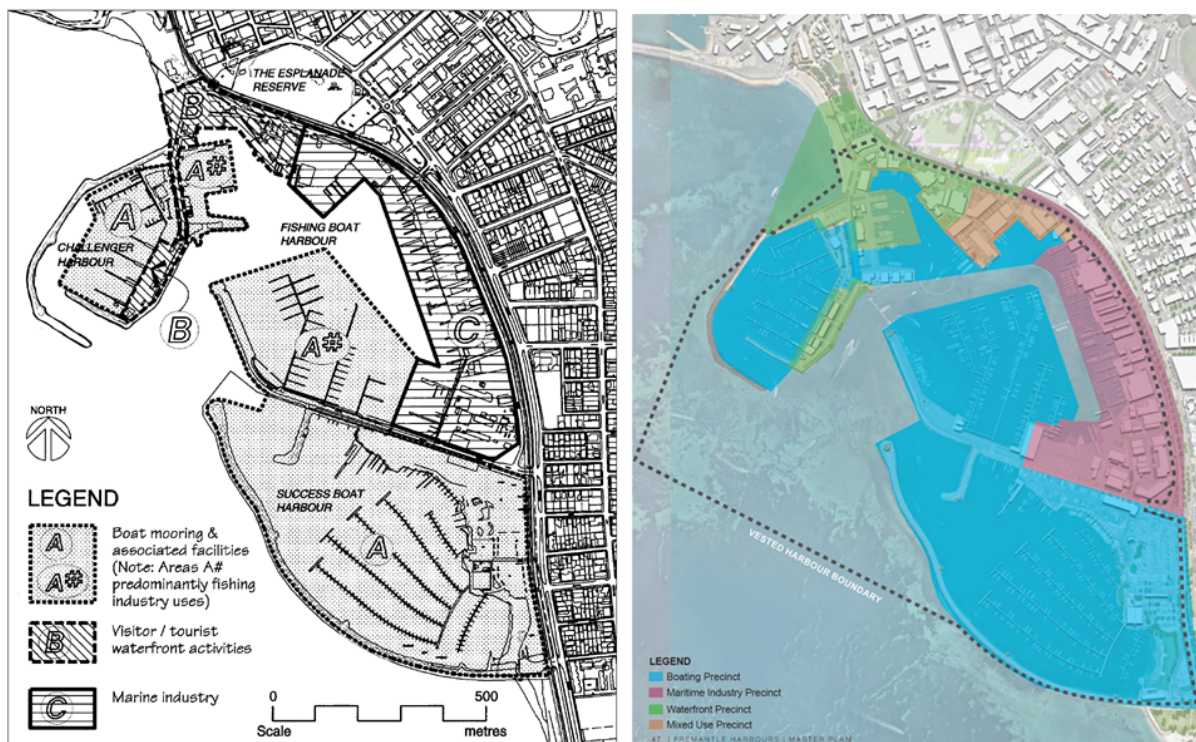 THE ESPLANADE
RESERVE
B
A#
A
FISHING BOAT
HARBOUR
CHALLENGER
HARBOUR
B
C
A#
NORTH
SUCCESS BOAT
HARBOUR
A
LEGEND
A
Boat mooring &
associated facilities
(Note: Areas A#
A#
predominantly fishing
industry uses)
B
Visitor / tourist
waterfront activities
C
Marine industry
0
500
Scale
metres
VESTED HARBOUR BOUNDARY
LEGEND
Boating Precinct
Maritime Industry Precinct
Waterfront Precinct
Mixed Use Precinct
47 | FREMANTLE HARBOURS | MASTER PLAN